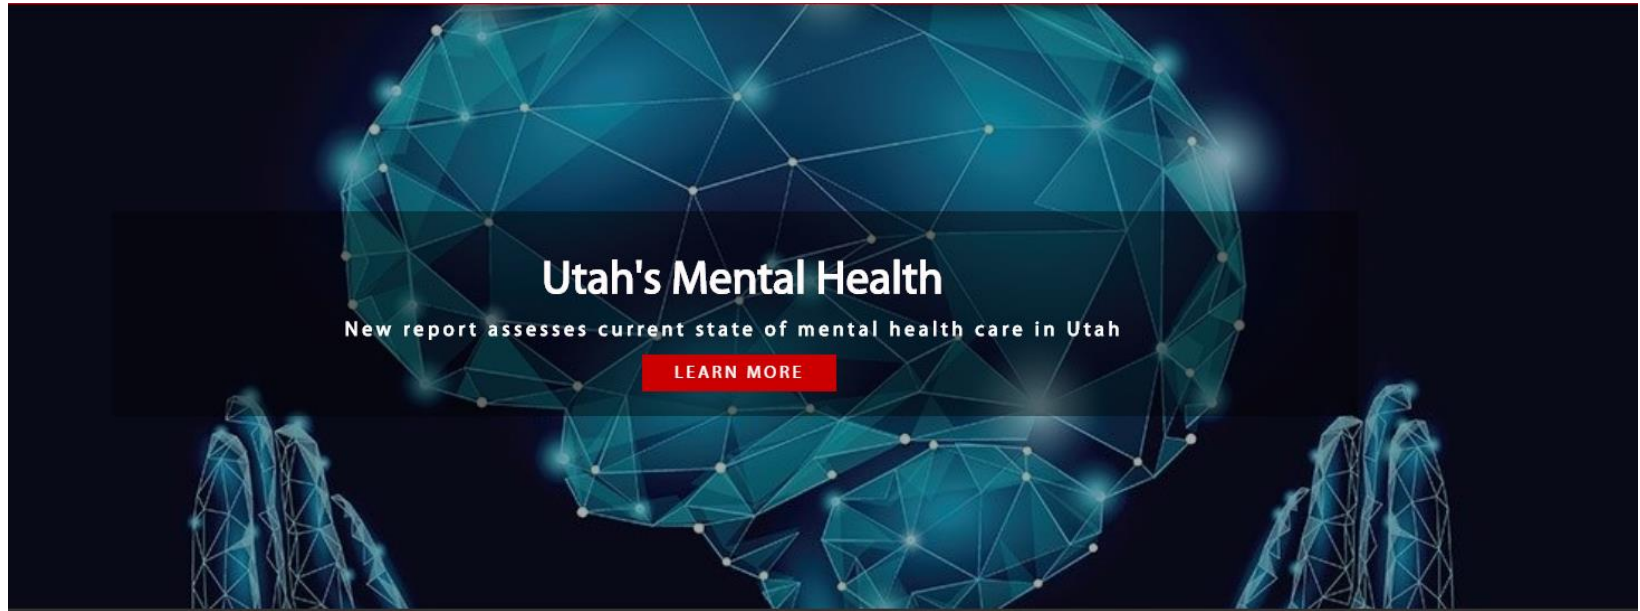 Utah's Mental Health
New report assesses current state of mental health care in Utah
LEARN MORE